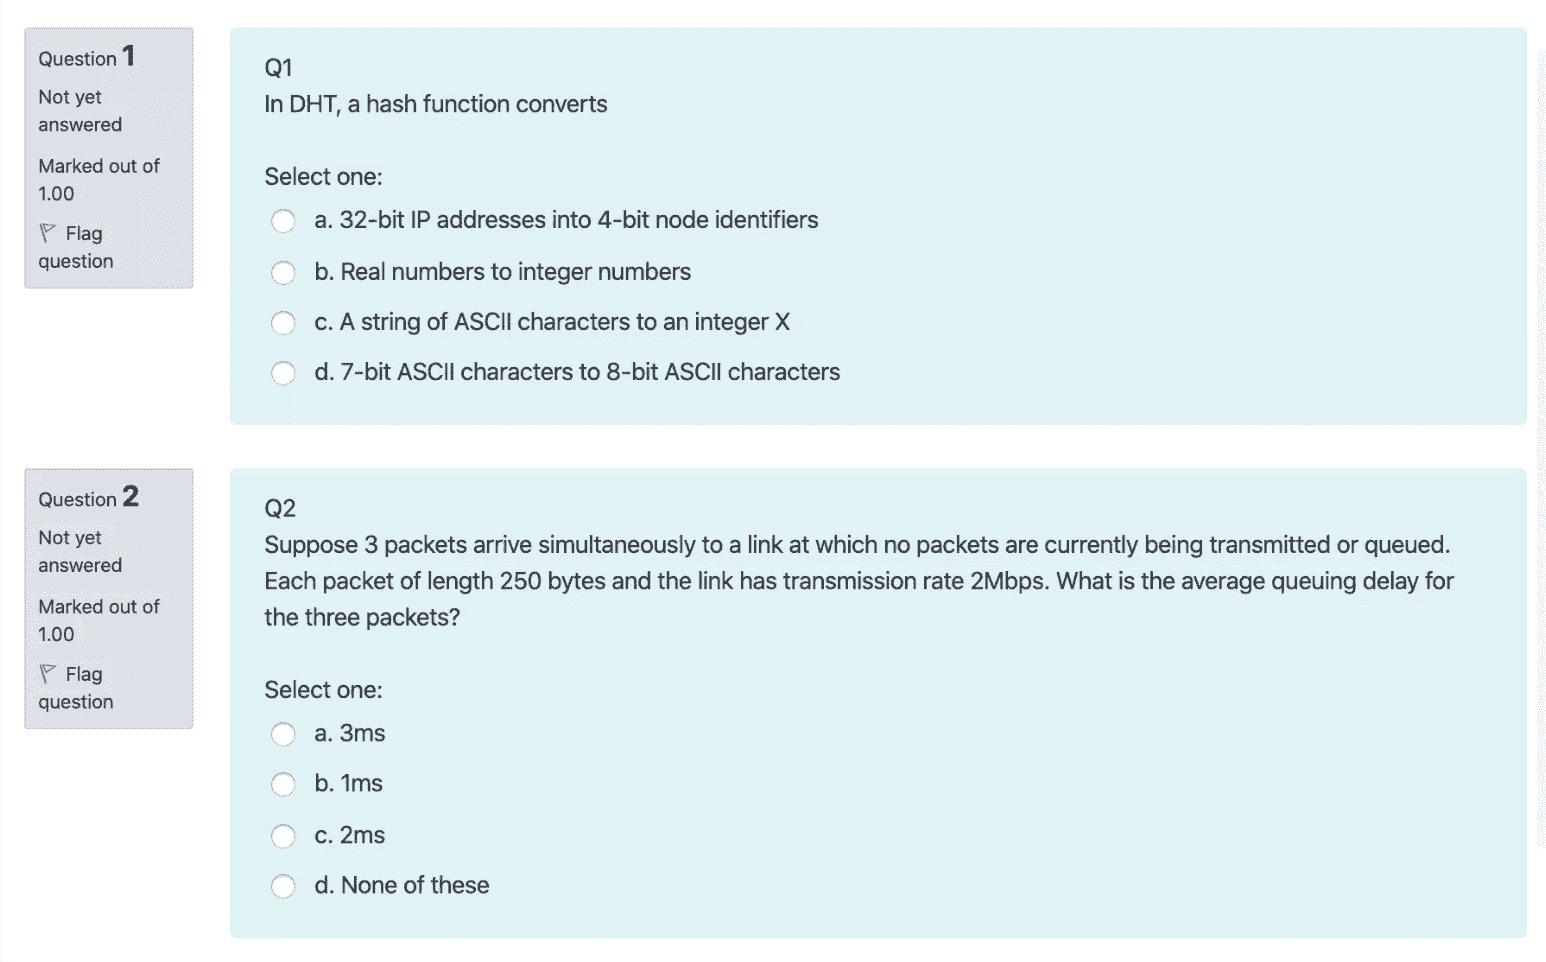 Question 1
Not yet
answered
Marked out of
1.00
Flag
question
Q1
In DHT, a hash function converts
Select one:
a. 32-bit IP addresses into 4-bit node identifiers
b. Real numbers to integer numbers
c. A string of ASCII characters to an integer X
d. 7-bit ASCII characters to 8-bit ASCII characters
Question 2
Not yet
answered
Marked out of
1.00
Flag
question
Q2
Suppose 3 packets arrive simultaneously to a link at which no packets are currently being transmitted or queued.
Each packet of length 250 bytes and the link has transmission rate 2Mbps. What is the average queuing delay for
the three packets?
Select one:
a. 3ms
b. 1ms
c. 2ms
d. None of these